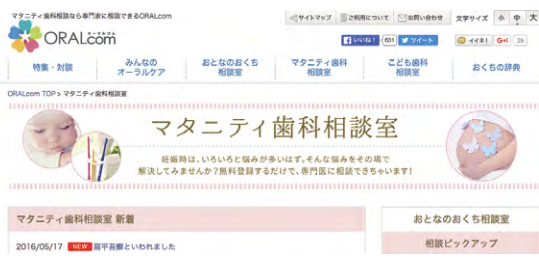 マタニティ歯科相談なら専門家に相談できるORALcom
サイトマップ ご利用について お問い合わせ 文字サイズ 小 中 大
ORALcom
いいね! 631 ツイート イイネ! G+1 26
特集・対談 みんなのオーラルケア おとなのおくち相談室 マタニティ歯科相談室 こども歯科相談室 おくちの辞典
ORALcom TOP > マタニティ歯科相談室
マタニティ歯科相談室
妊娠時は、いろいろと悩みが多いはず。そんな悩みをその場で
解決してみませんか?無料登録するだけで、専門医に相談できちゃいます!
マタニティ歯科相談室 新着
おとなのおくち相談室
相談ピックアップ
2016/05/17 NEW 扁平苔癬といわれました